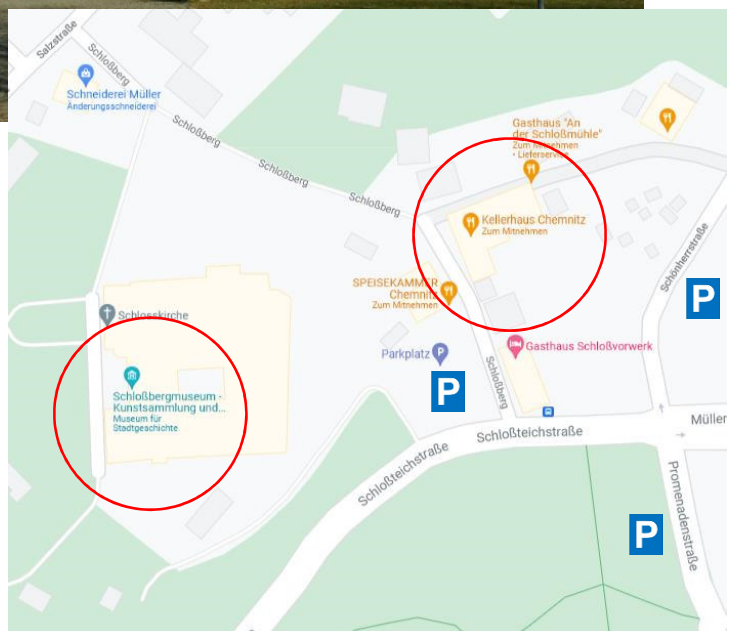 Salzstraße
Schloßberg
Schneiderei Müller
Änderungsschneiderei
Schloßberg
Schloßberg
Schloßberg
Gasthaus "An
der Schloßmühle"
Zum Mitnehmen
· Lieferservice
Kellerhaus Chemnitz
Zum Mitnehmen
Schönherrstraße
P
SPEISEKAMMER
Chemnitz
Zum Mitnehmen
Schlosskirche
Parkplatz
P
P
Schloßberg
Gasthaus Schloßvorwerk
Schloßbergmuseum -
Kunstsammlung und...
Museum für
Stadtgeschichte
Schloßteichstraße
Schloßteichstraße
Müller
Promenadenstraße
P